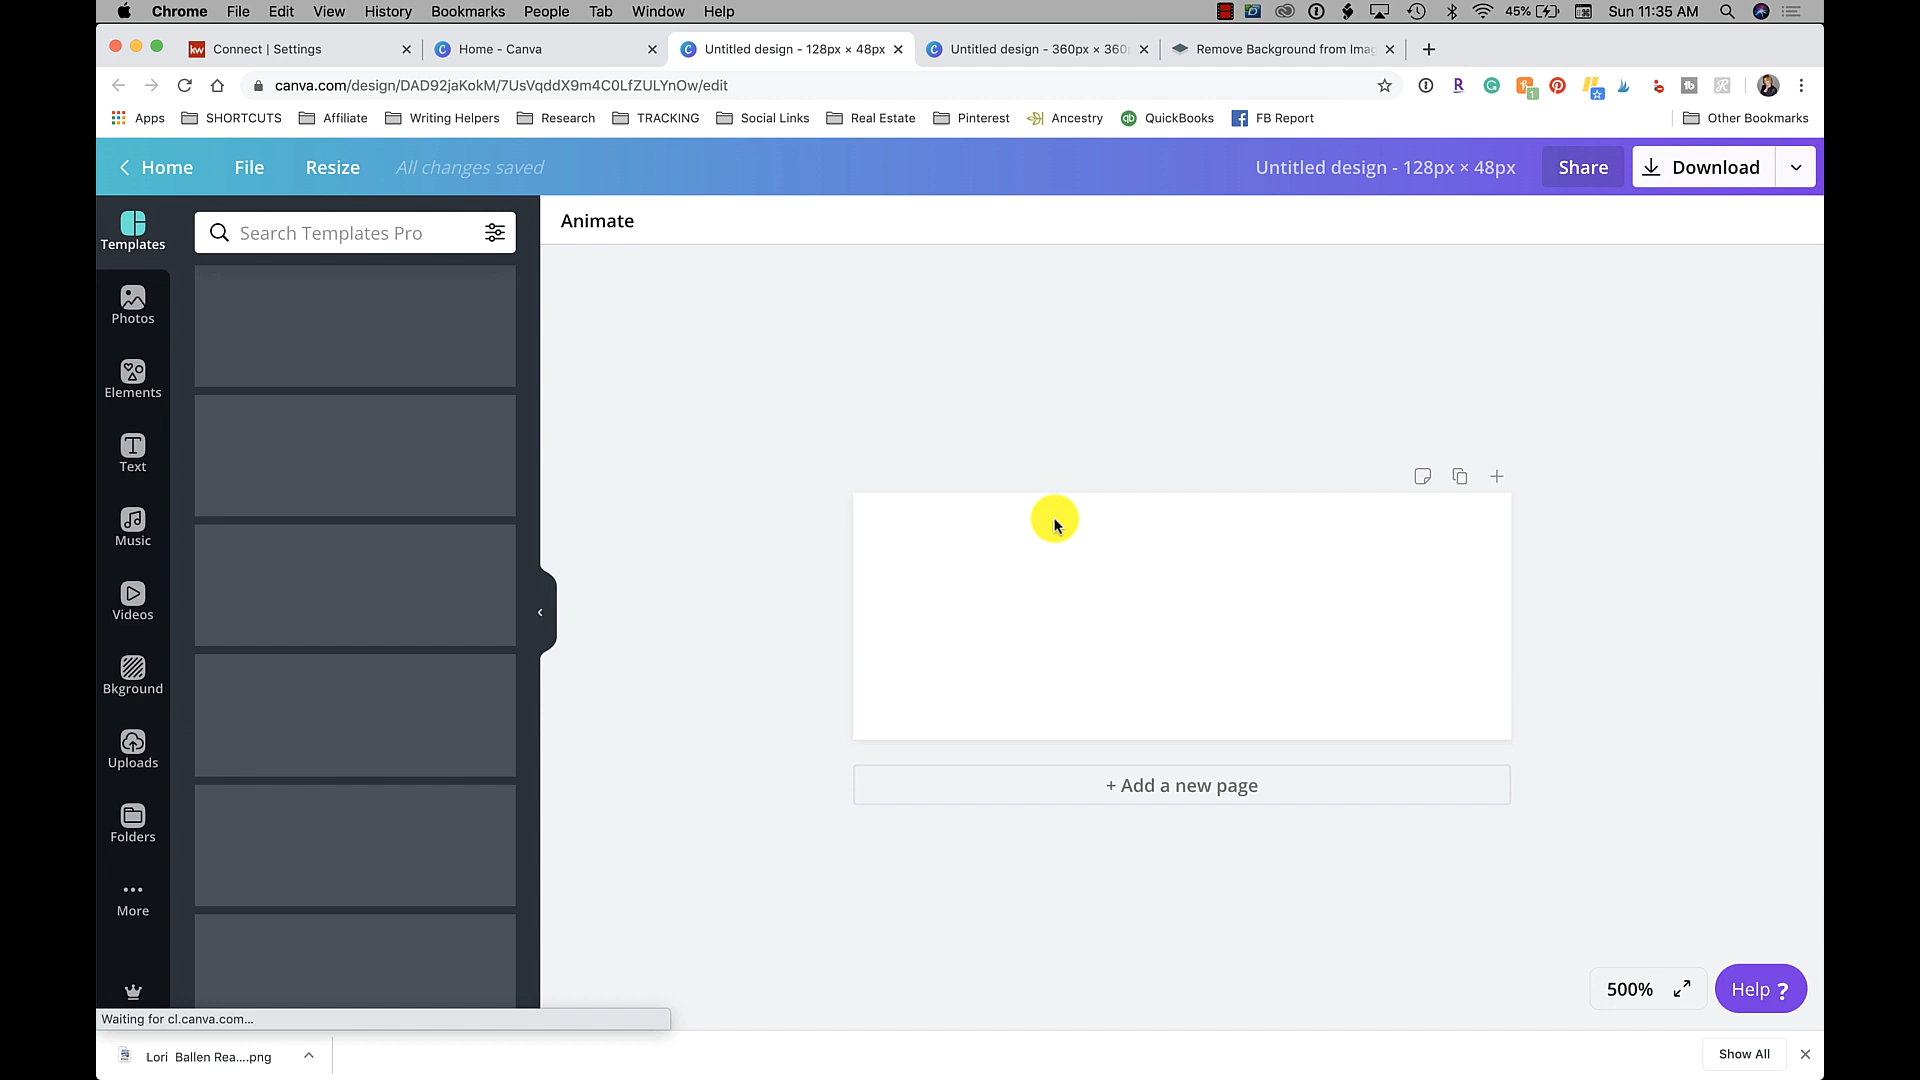 Chrome File Edit View History Bookmarks People Tab Window Help 45% Sun 11:35 AM
kw Connect | Settings Home - Canva Untitled design - 128px × 48px Untitled design - 360px × 360 Remove Background from Imag
canva.com/design/DAD92jaKokM/7UsVqddX9m4C0LfZULYnOw/edit
Apps SHORTCUTS Affiliate Writing Helpers Research TRACKING Social Links Real Estate Pinterest Ancestry QuickBooks FB Report Other Bookmarks
Home File Resize All changes saved Untitled design - 128px × 48px Share Download
Templates
Search Templates Pro
Animate
Photos
Elements
Text
Music
Videos
Bkground
Uploads
Folders
More
+ Add a new page
500%
Help ?
Waiting for cl.canva.com...
Lori Ballen Rea....png
Show All